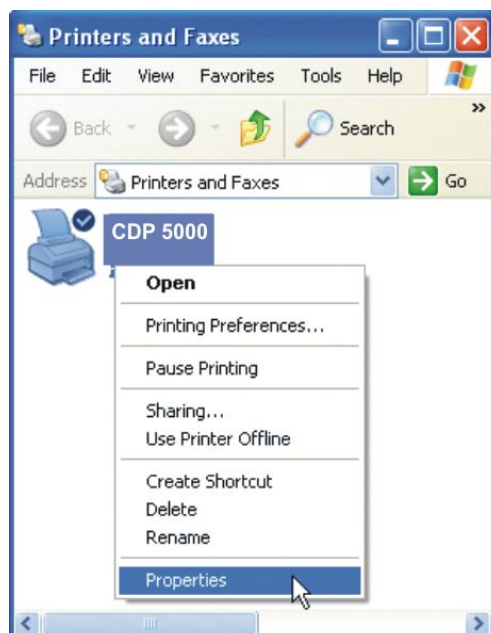 Printers and Faxes
File Edit View Favorites Tools Help
Back Search »
Address Printers and Faxes Go
CDP 5000
Open
Printing Preferences...
Pause Printing
Sharing...
Use Printer Offline
Create Shortcut
Delete
Rename
Properties